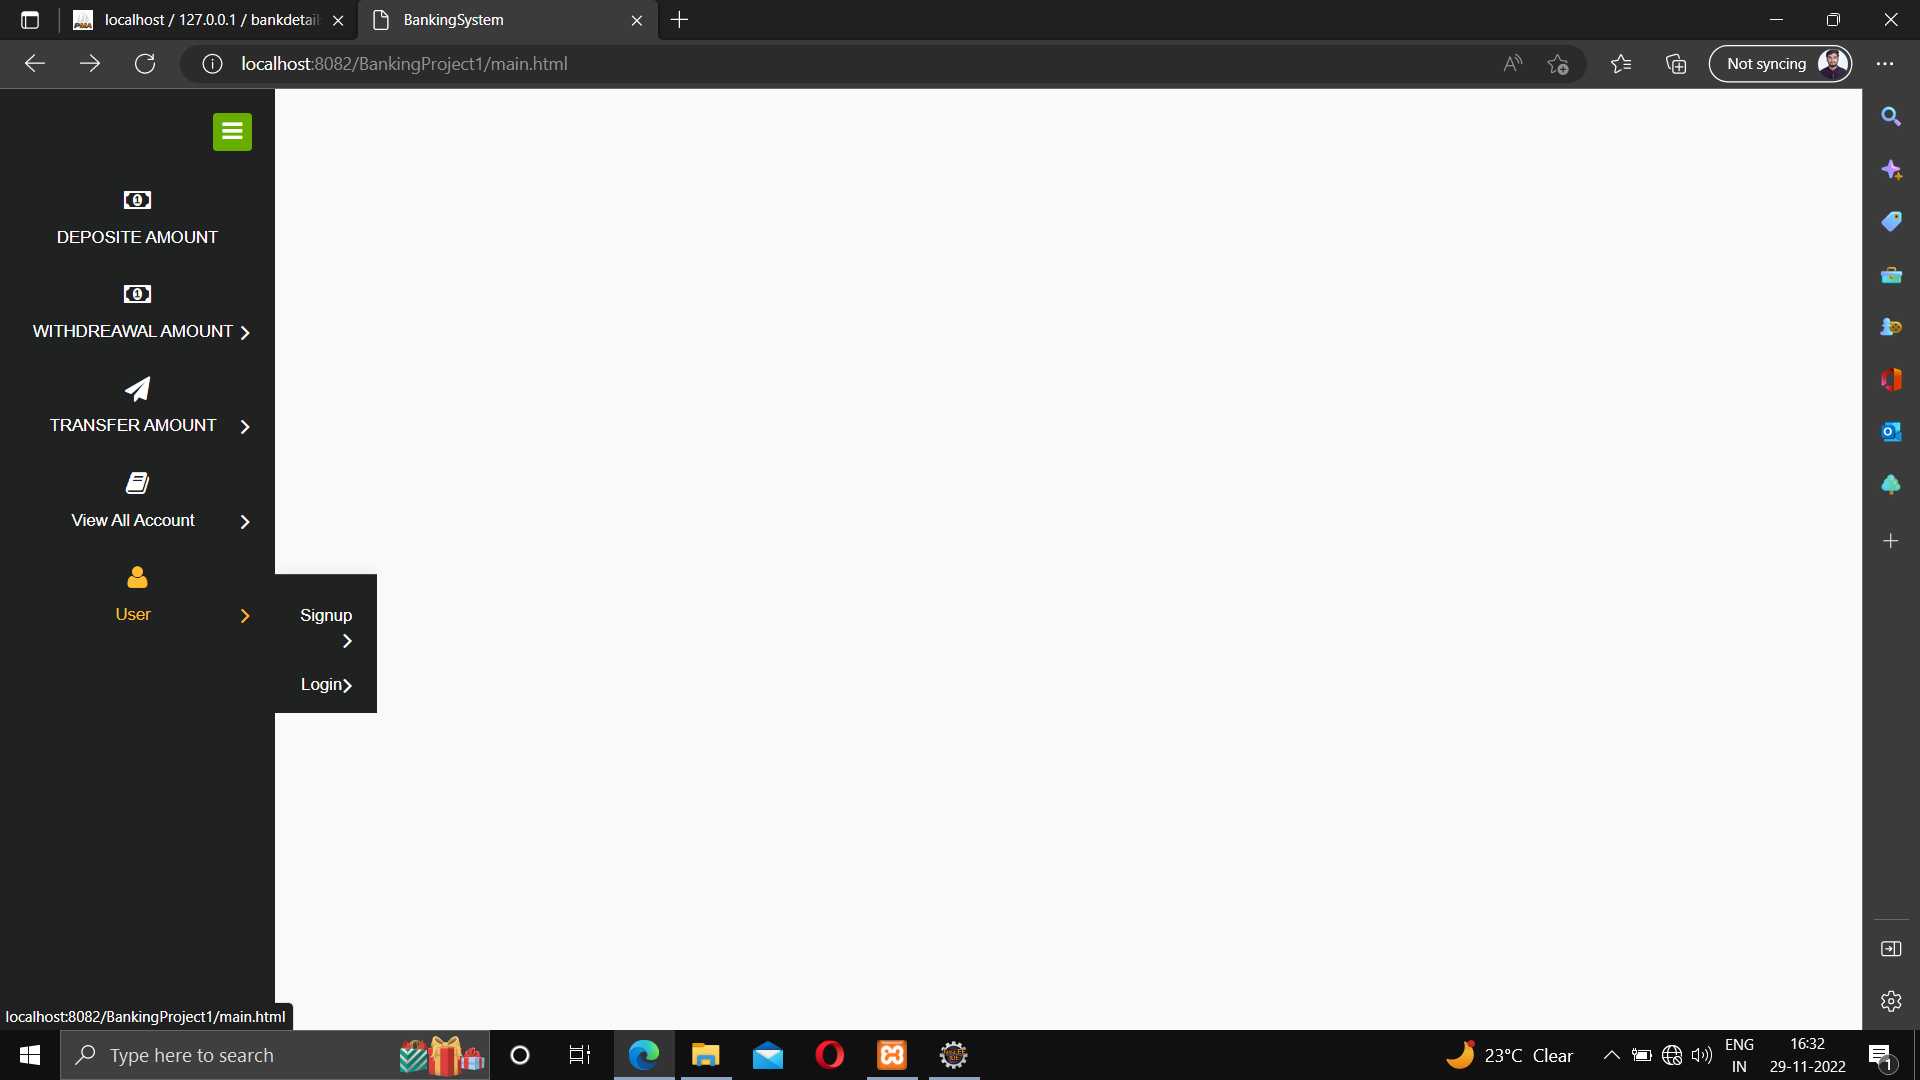 localhost / 127.0.0.1 / bankdetail
BankingSystem
localhost:8082/BankingProject1/main.html
Not syncing
DEPOSITE AMOUNT
WITHDREAWAL AMOUNT
TRANSFER AMOUNT
View All Account
User
Signup
Login
localhost:8082/BankingProject1/main.html
Type here to search
23°C Clear
ENG
IN
16:32
29-11-2022
1